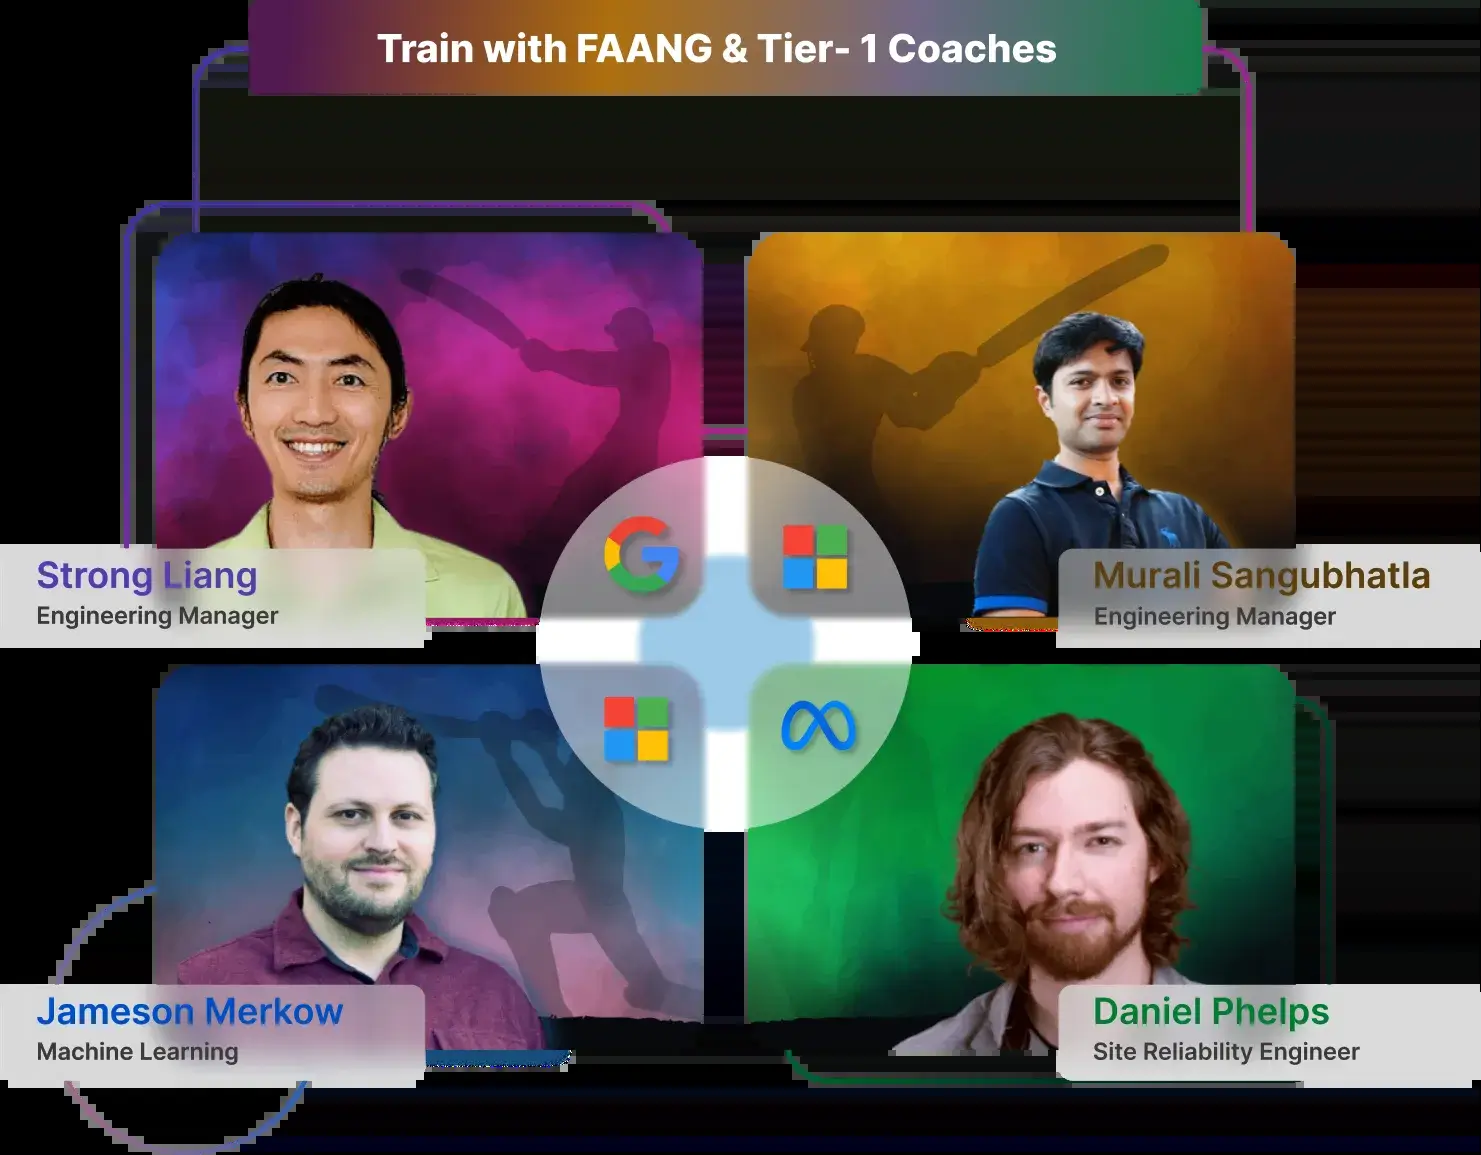 Train with FAANG & Tier- 1 Coaches
Strong Liang
Engineering Manager
Murali Sangubhatla
Engineering Manager
Jameson Merkow
Machine Learning
Daniel Phelps
Site Reliability Engineer